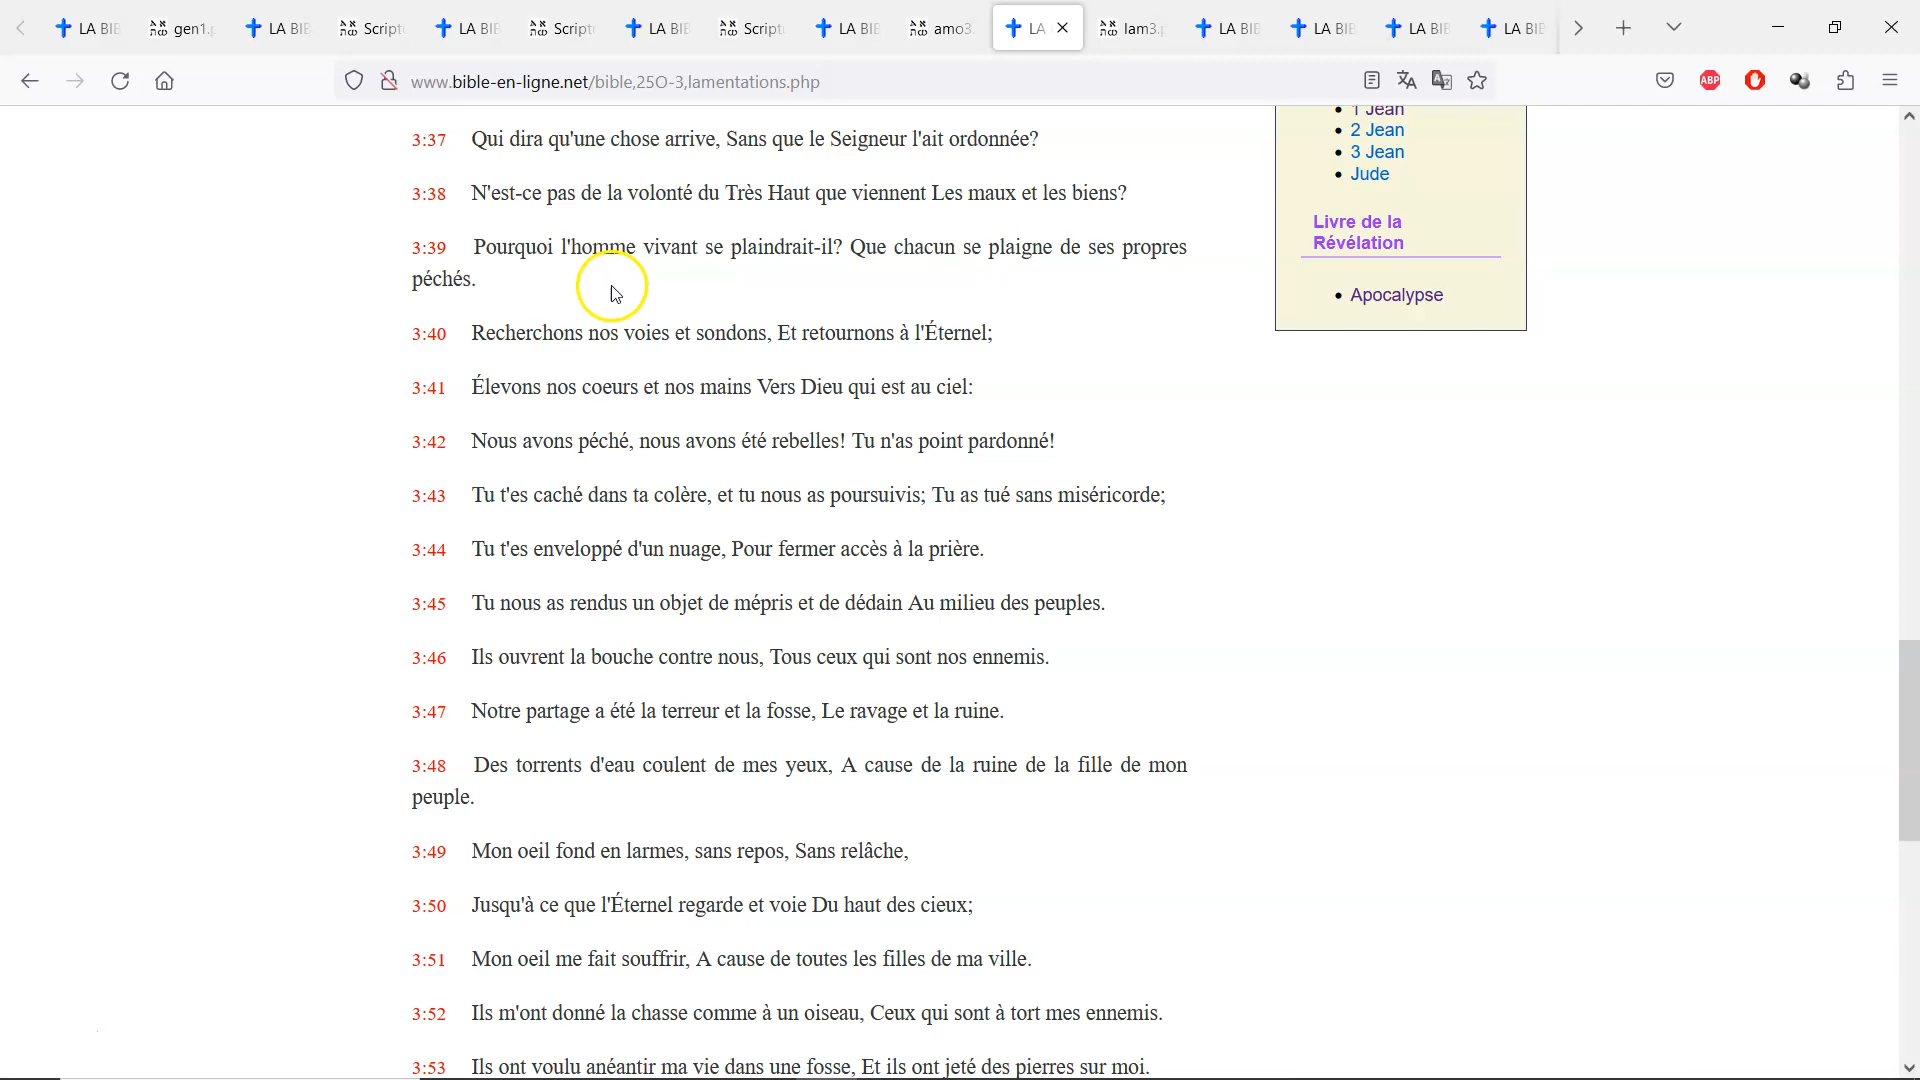 LA BIB
gen1.p
LA BIB
Script
LA BIB
Script
LA BIB
Script
LA BIB
amo3.
LA
lam3.p
LA BIB
LA BIB
LA BIB
LA BIB
www.bible-en-ligne.net/bible,25O-3,lamentations.php
ABP
3:37 Qui dira qu'une chose arrive, Sans que le Seigneur l'ait ordonnée?
3:38 N'est-ce pas de la volonté du Très Haut que viennent Les maux et les biens?
3:39 Pourquoi l'homme vivant se plaindrait-il? Que chacun se plaigne de ses propres
péchés.
3:40 Recherchons nos voies et sondons, Et retournons à l'Éternel;
3:41 Élevons nos coeurs et nos mains Vers Dieu qui est au ciel:
3:42 Nous avons péché, nous avons été rebelles! Tu n'as point pardonné!
3:43 Tu t'es caché dans ta colère, et tu nous as poursuivis; Tu as tué sans miséricorde;
3:44 Tu t'es enveloppé d'un nuage, Pour fermer accès à la prière.
3:45 Tu nous as rendus un objet de mépris et de dédain Au milieu des peuples.
3:46 Ils ouvrent la bouche contre nous, Tous ceux qui sont nos ennemis.
3:47 Notre partage a été la terreur et la fosse, Le ravage et la ruine.
3:48 Des torrents d'eau coulent de mes yeux, A cause de la ruine de la fille de mon
peuple.
3:49 Mon oeil fond en larmes, sans repos, Sans relâche,
3:50 Jusqu'à ce que l'Éternel regarde et voie Du haut des cieux;
3:51 Mon oeil me fait souffrir, A cause de toutes les filles de ma ville.
3:52 Ils m'ont donné la chasse comme à un oiseau, Ceux qui sont à tort mes ennemis.
3:53 Ils ont voulu anéantir ma vie dans une fosse, Et ils ont jeté des pierres sur moi.
1 Jean
2 Jean
3 Jean
Jude
Livre de la
Révélation
Apocalypse